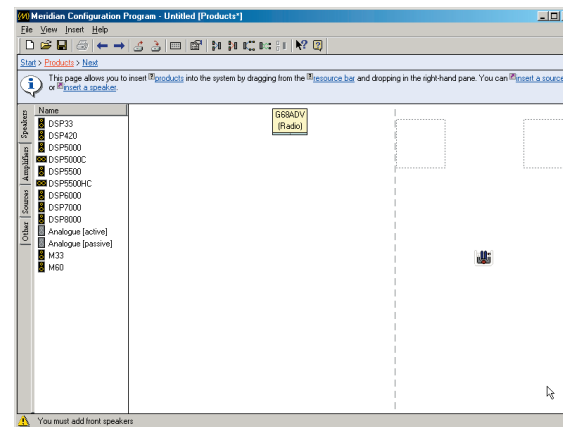 Meridian Configuration Program - Untitled [Products*]
File View Insert Help
Start > Products > Next
This page allows you to insert products into the system by dragging from the resource bar and dropping in the right-hand pane. You can insert a source
or insert a speaker.
Speakers
Amplifiers
Sources
Other
Name
DSP33
DSP420
DSP5000
DSP5000C
DSP5500
DSP5500HC
DSP6000
DSP7000
DSP8000
Analogue [active]
Analogue [passive]
M33
M60
G68ADV
(Radio)
You must add front speakers